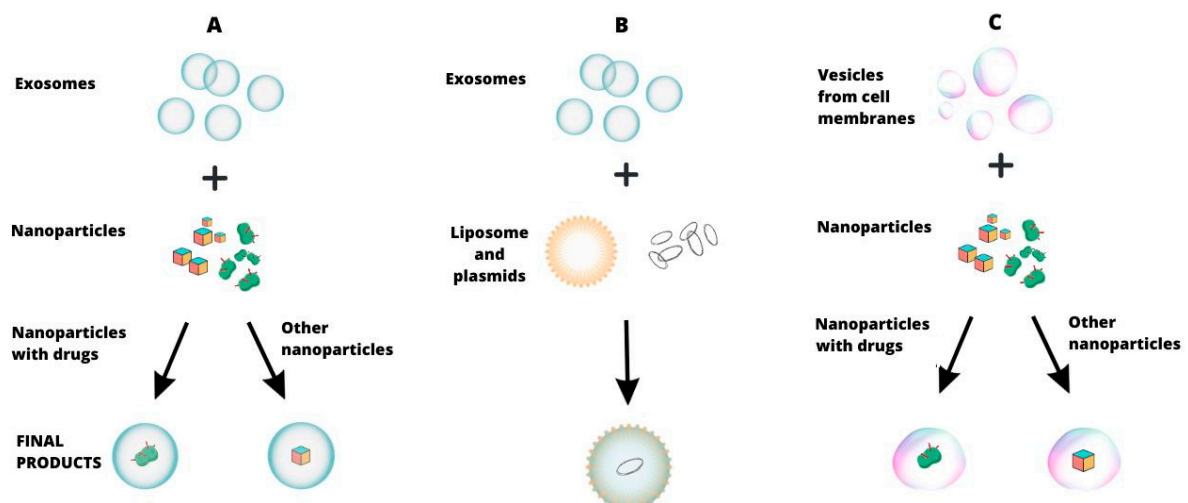 A
Exosomes
+
Nanoparticles
Nanoparticles
with drugs
Other
nanoparticles
FINAL
PRODUCTS
B
Exosomes
+
Liposome
and
plasmids
C
Vesicles
from cell
membranes
+
Nanoparticles
Nanoparticles
with drugs
Other
nanoparticles